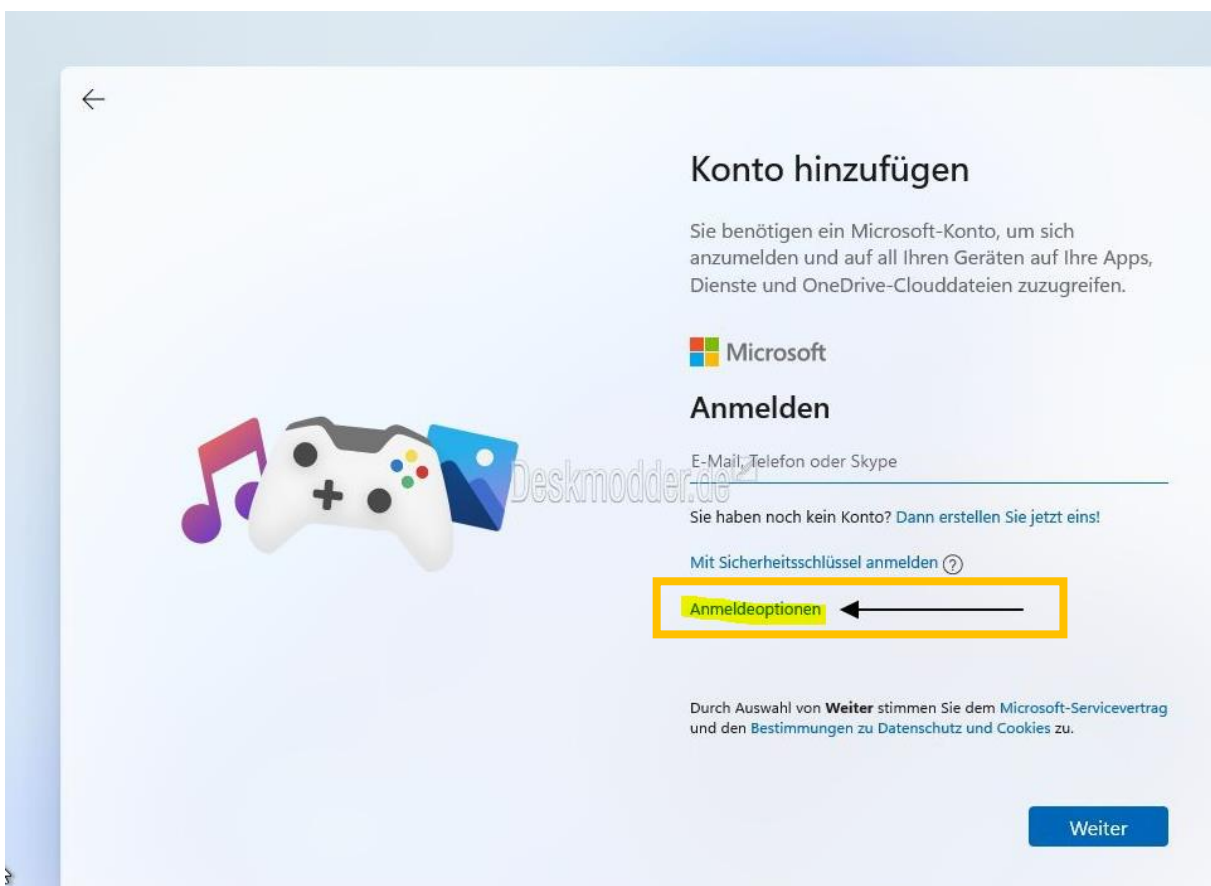 Konto hinzufügen
Sie benötigen ein Microsoft-Konto, um sich
anzumelden und auf all Ihren Geräten auf Ihre Apps,
Dienste und OneDrive-Clouddateien zuzugreifen.
Microsoft
Anmelden
E-Mail, Telefon oder Skype
Deskmodder.de
Sie haben noch kein Konto? Dann erstellen Sie jetzt eins!
Mit Sicherheitsschlüssel anmelden ?
Anmeldeoptionen
Durch Auswahl von Weiter stimmen Sie dem Microsoft-Servicevertrag
und den Bestimmungen zu Datenschutz und Cookies zu.
Weiter